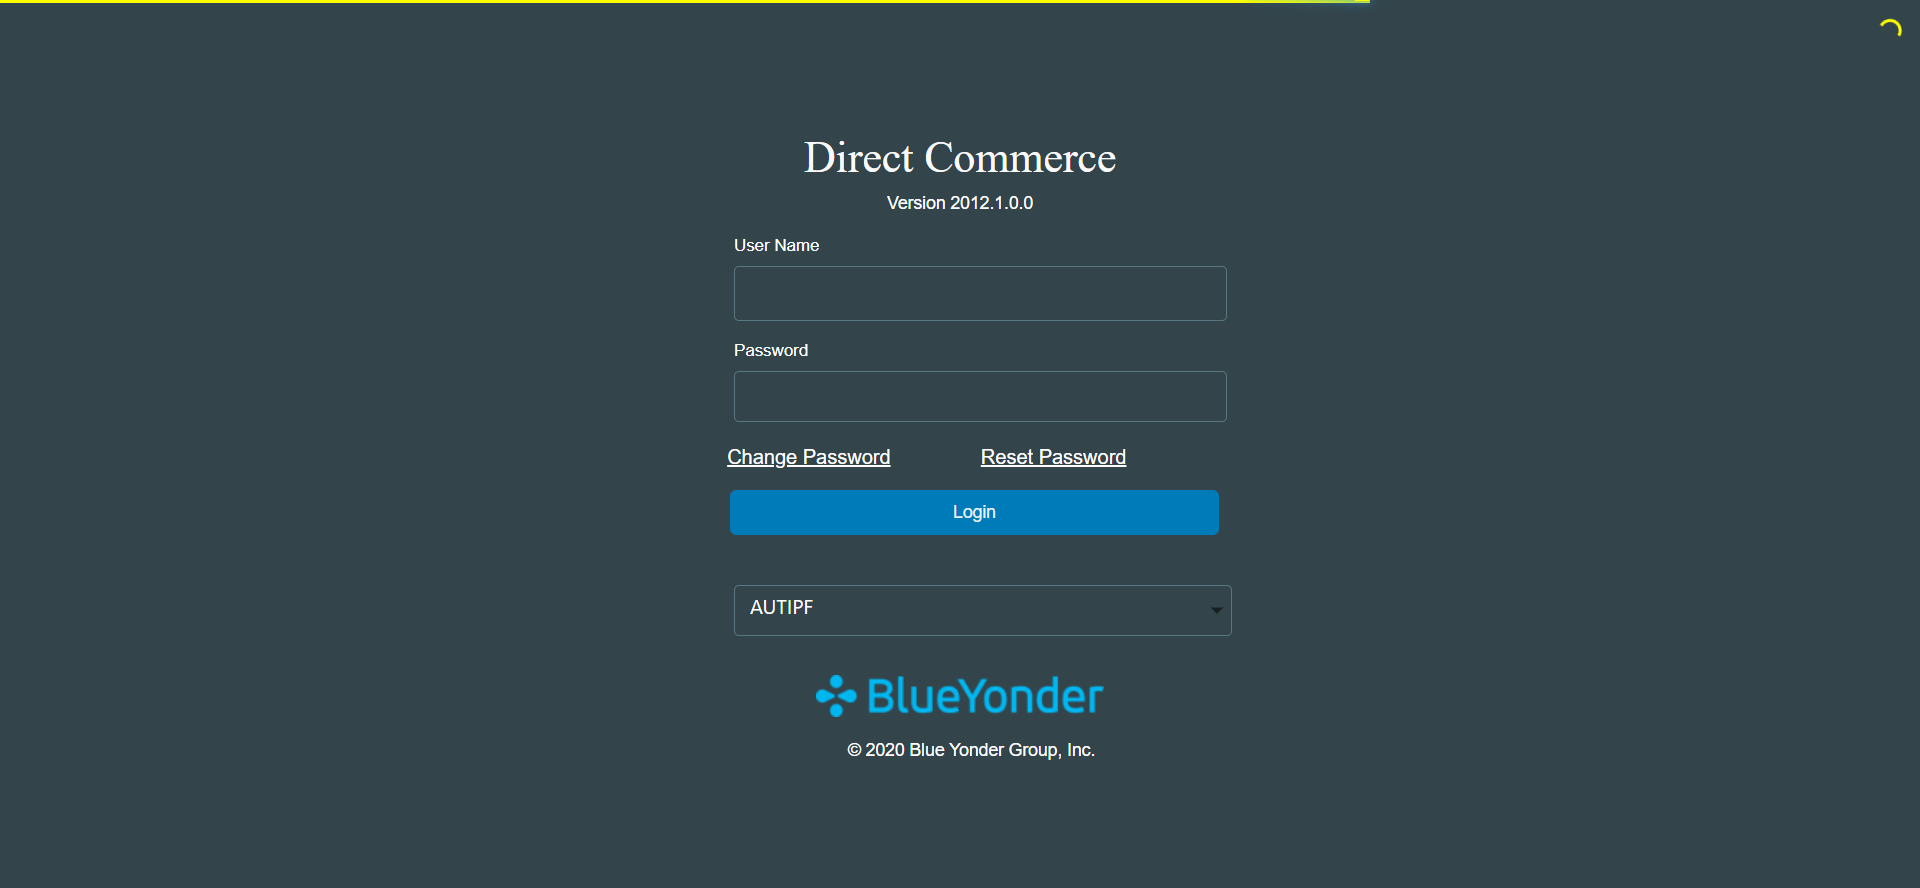 Direct Commerce
Version 2012.1.0.0
User Name
Password
Change Password Reset Password
Login
AUTIPF
BlueYonder
© 2020 Blue Yonder Group, Inc.